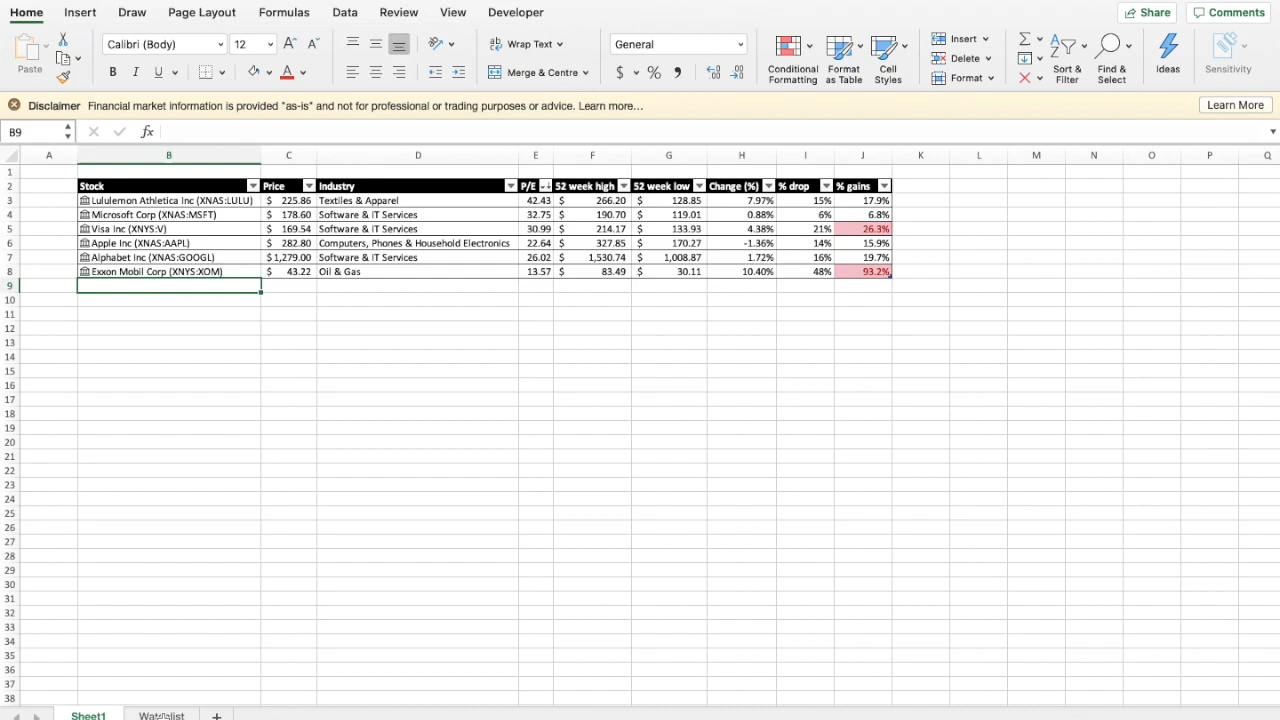 Home Insert Draw Page Layout Formulas Data Review View Developer Share Comments
Paste Calibri (Body) 12 Wrap Text General Insert
B U Merge & Centre $ % Delete
Conditional Formatting Format as Table Cell Styles Format Sort & Filter Find & Select Ideas Sensitivity
Disclaimer Financial market information is provided "as-is" and not for professional or trading purposes or advice. Learn more... Learn More
B9 fx
A B C D E F G H I J K L M N O P Q
1
2 Stock Price Industry P/E 52 week high 52 week low Change (%) % drop % gains
3 Lululemon Athletica Inc (XNAS:LULU) $ 225.86 Textiles & Apparel 42.43 $ 266.20 $ 128.85 7.97% 15% 17.9%
4 Microsoft Corp (XNAS:MSFT) $ 178.60 Software & IT Services 32.75 $ 190.70 $ 119.01 0.88% 6% 6.8%
5 Visa Inc (XNYS:V) $ 169.54 Software & IT Services 30.99 $ 214.17 $ 133.93 4.38% 21% 26.3%
6 Apple Inc (XNAS:AAPL) $ 282.80 Computers, Phones & Household Electronics 22.64 $ 327.85 $ 170.27 -1.36% 14% 15.9%
7 Alphabet Inc (XNAS:GOOGL) $ 1,279.00 Software & IT Services 26.02 $ 1,530.74 $ 1,008.87 1.72% 16% 19.7%
8 Exxon Mobil Corp (XNYS:XOM) $ 43.22 Oil & Gas 13.57 $ 83.49 $ 30.11 10.40% 48% 93.2%
9
10
11
12
13
14
15
16
17
18
19
20
21
22
23
24
25
26
27
28
29
30
31
32
33
34
35
36
37
38
Sheet1 +